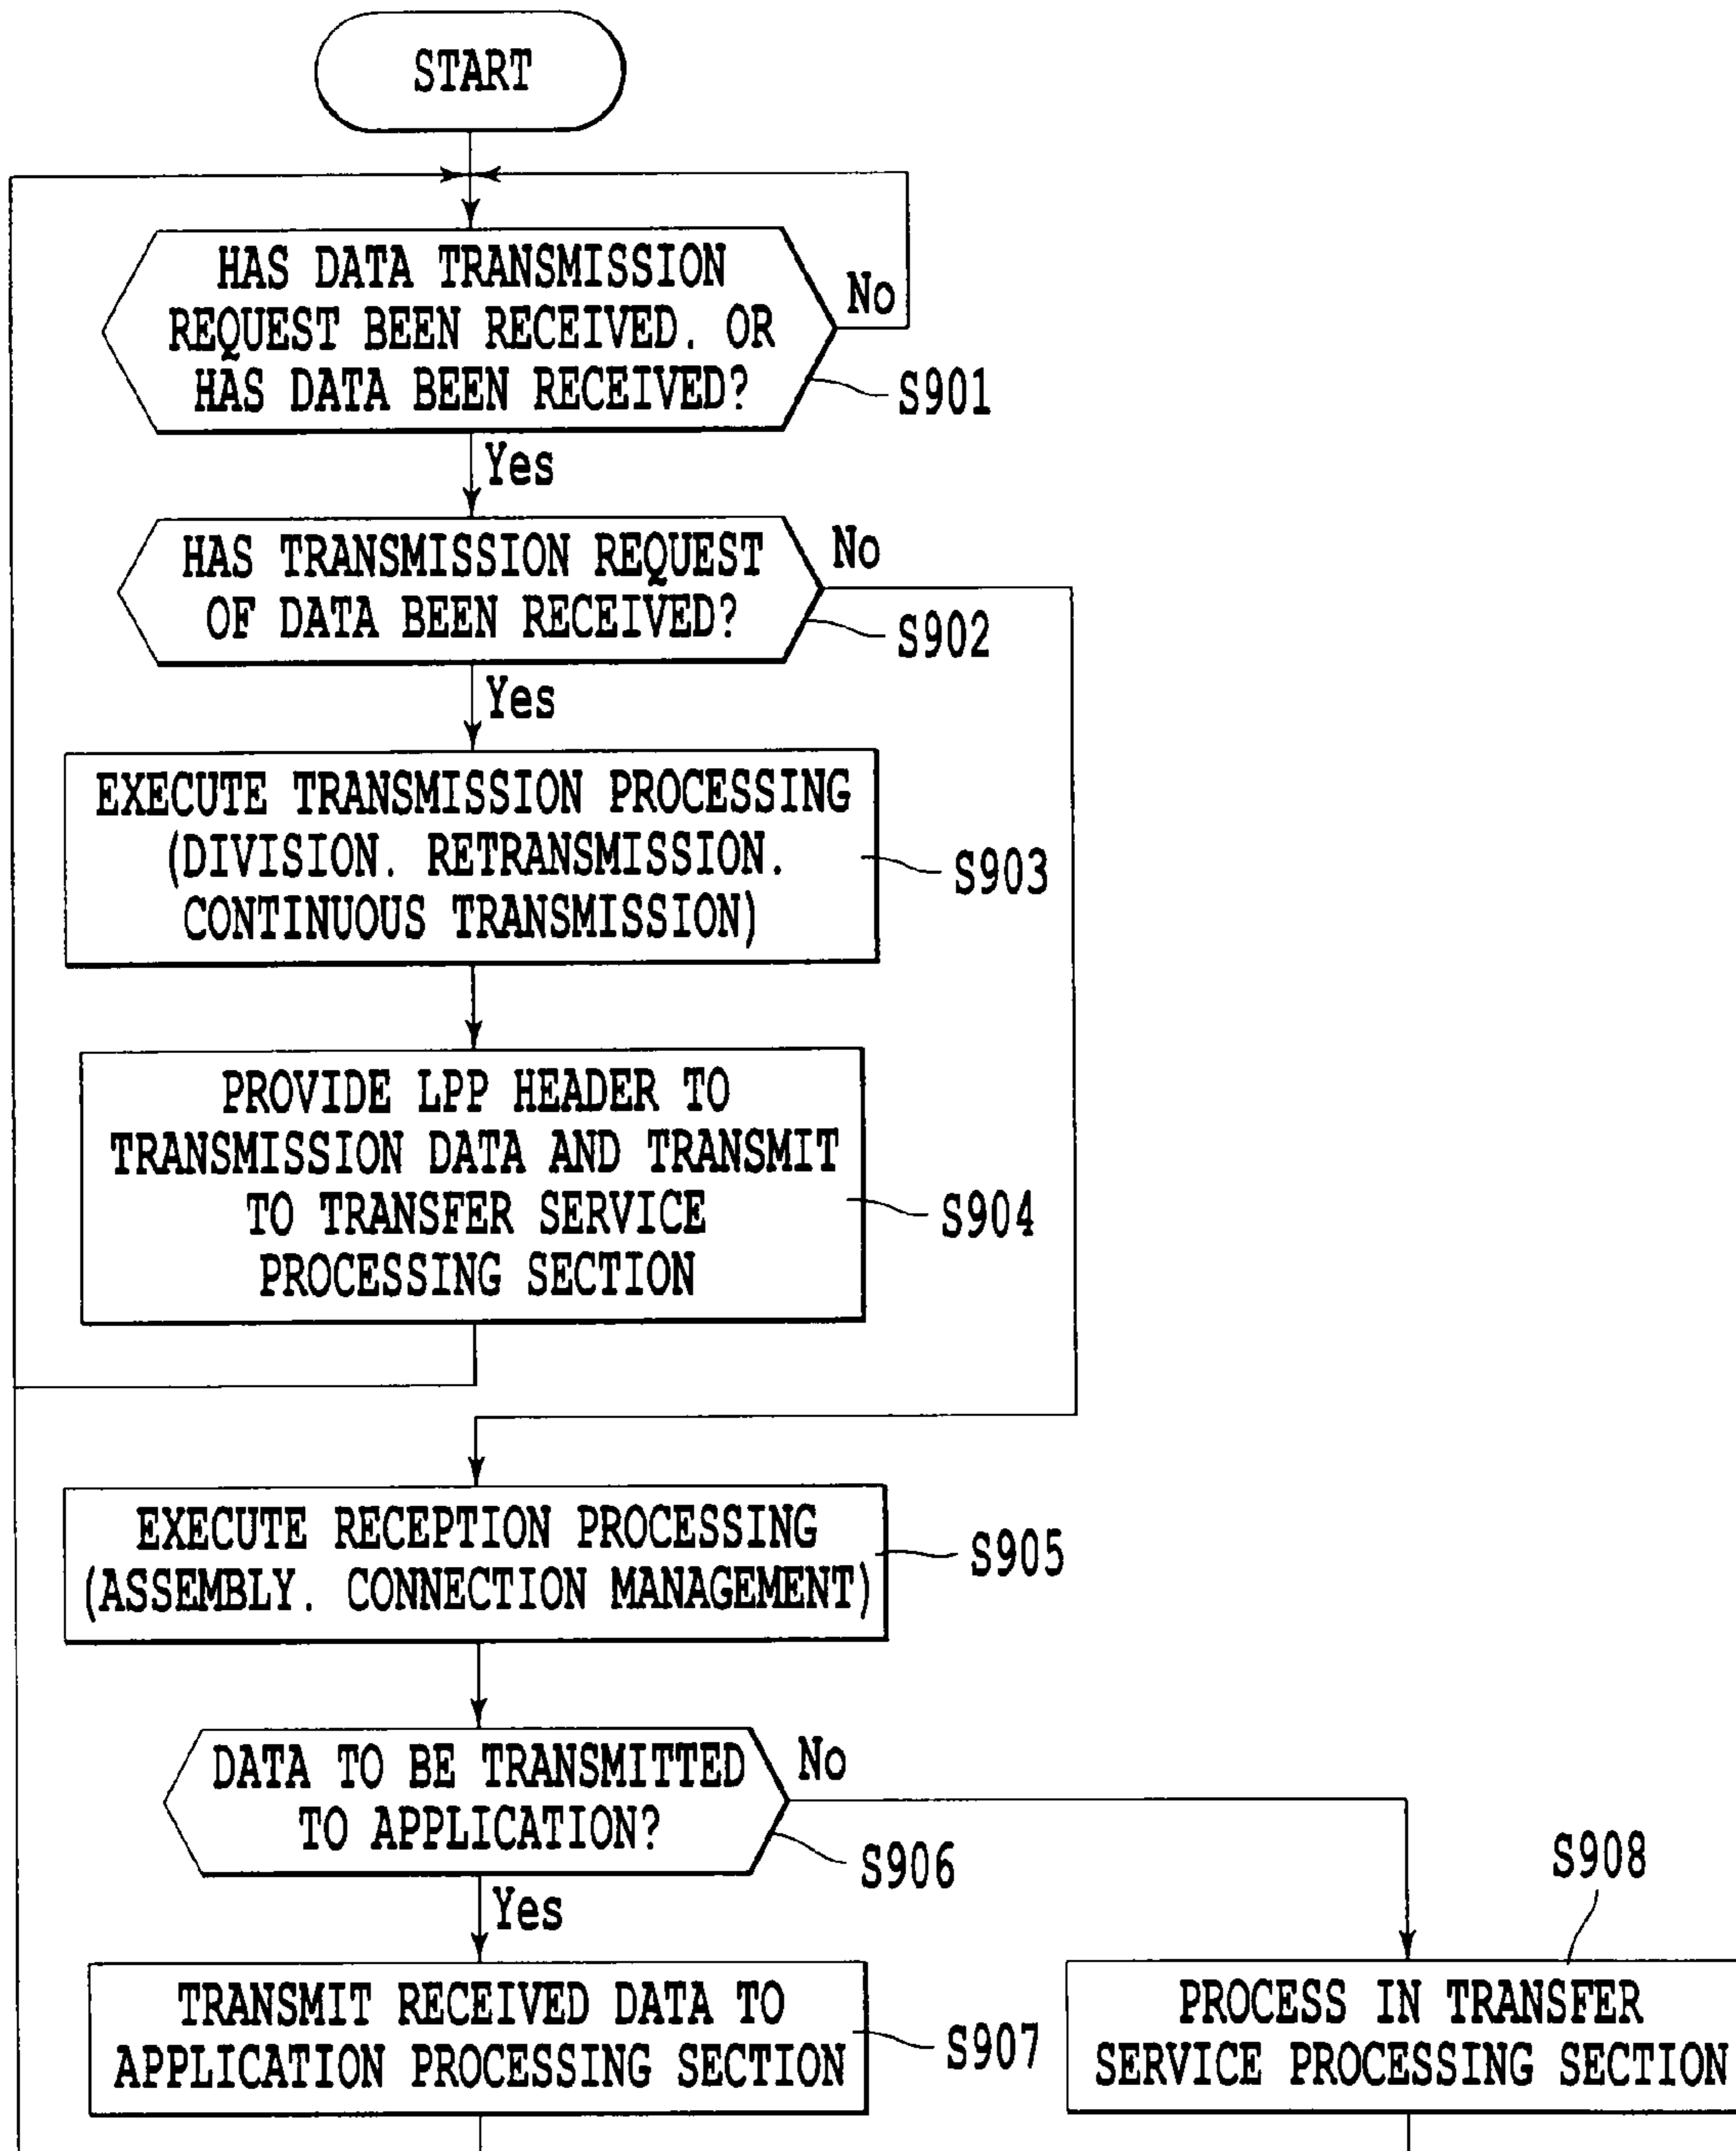 START
HAS DATA TRANSMISSION
REQUEST BEEN RECEIVED. OR
HAS DATA BEEN RECEIVED?
No
S901
Yes
HAS TRANSMISSION REQUEST
OF DATA BEEN RECEIVED?
No
S902
Yes
EXECUTE TRANSMISSION PROCESSING
(DIVISION. RETRANSMISSION.
CONTINUOUS TRANSMISSION)
S903
PROVIDE LPP HEADER TO
TRANSMISSION DATA AND TRANSMIT
TO TRANSFER SERVICE
PROCESSING SECTION
S904
EXECUTE RECEPTION PROCESSING
(ASSEMBLY. CONNECTION MANAGEMENT)
S905
DATA TO BE TRANSMITTED
TO APPLICATION?
No
S906
Yes
TRANSMIT RECEIVED DATA TO
APPLICATION PROCESSING SECTION
S907
S908
PROCESS IN TRANSFER
SERVICE PROCESSING SECTION